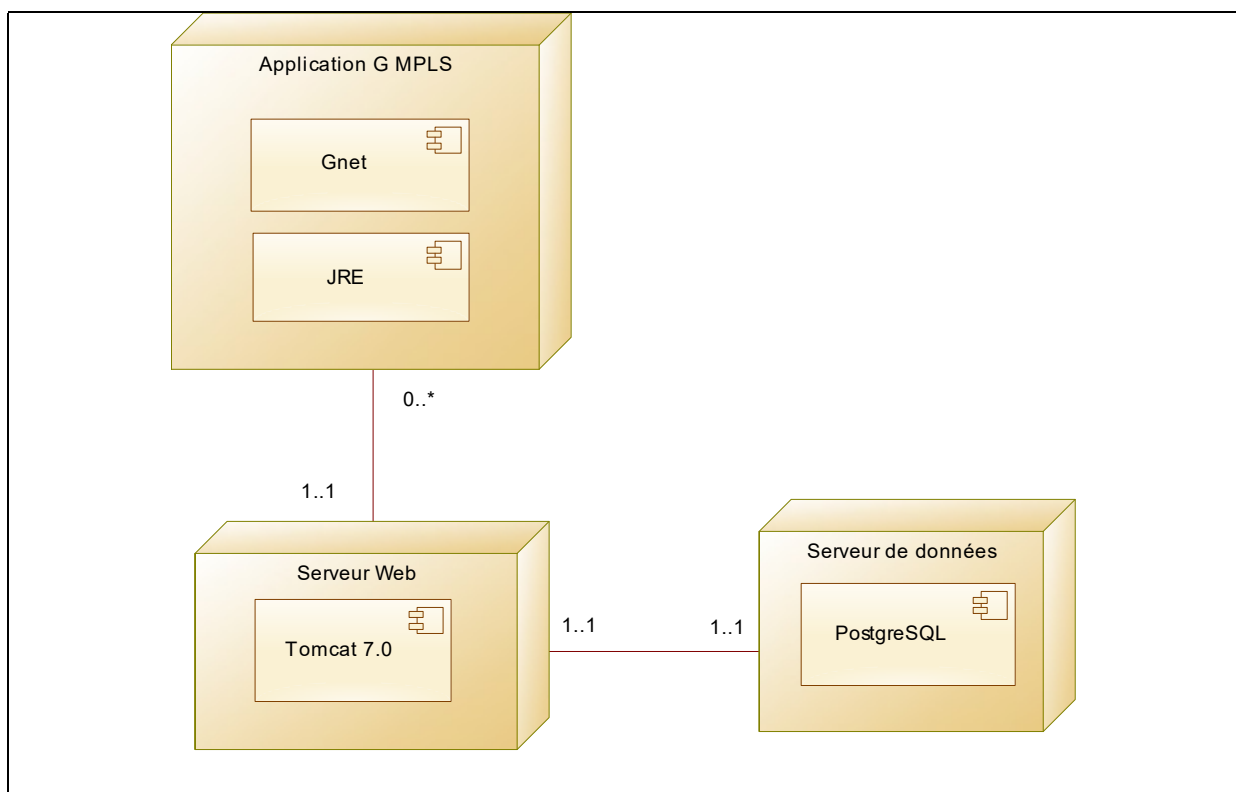 Application G MPLS
Gnet
JRE
0..*
1..1
Serveur Web
Tomcat 7.0
1..1
1..1
Serveur de données
PostgreSQL